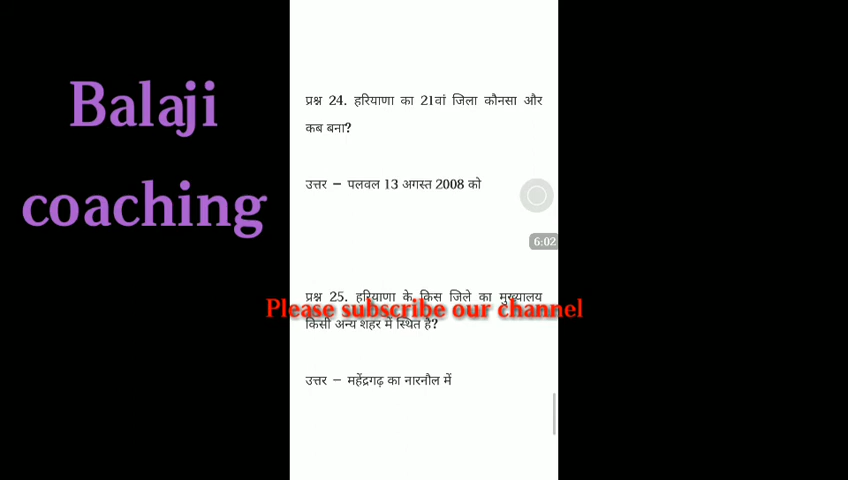 Balaji
coaching
प्रश्न 24. हरियाणा का 21वां जिला कौनसा और
कब बना?
उत्तर – पलवल 13 अगस्त 2008 को
6:02
प्रश्न 25. हरियाणा के किस जिले का मुख्यालय
Please subscribe our channel
किसी अन्य शहर में स्थित है?
उत्तर – महेंद्रगढ़ का नारनौल में